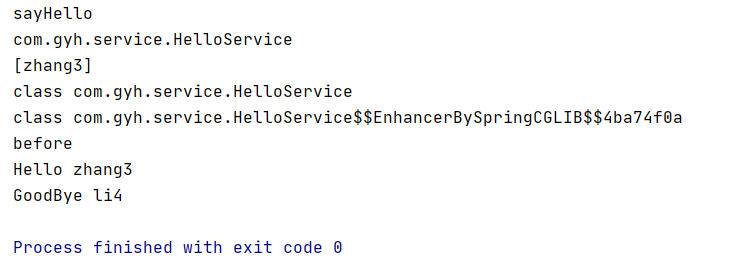 sayHello
com.gyh.service.HelloService
[zhang3]
class com.gyh.service.HelloService
class com.gyh.service.HelloService$$EnhancerBySpringCGLIB$$4ba74f0a
before
Hello zhang3
GoodBye li4
Process finished with exit code 0